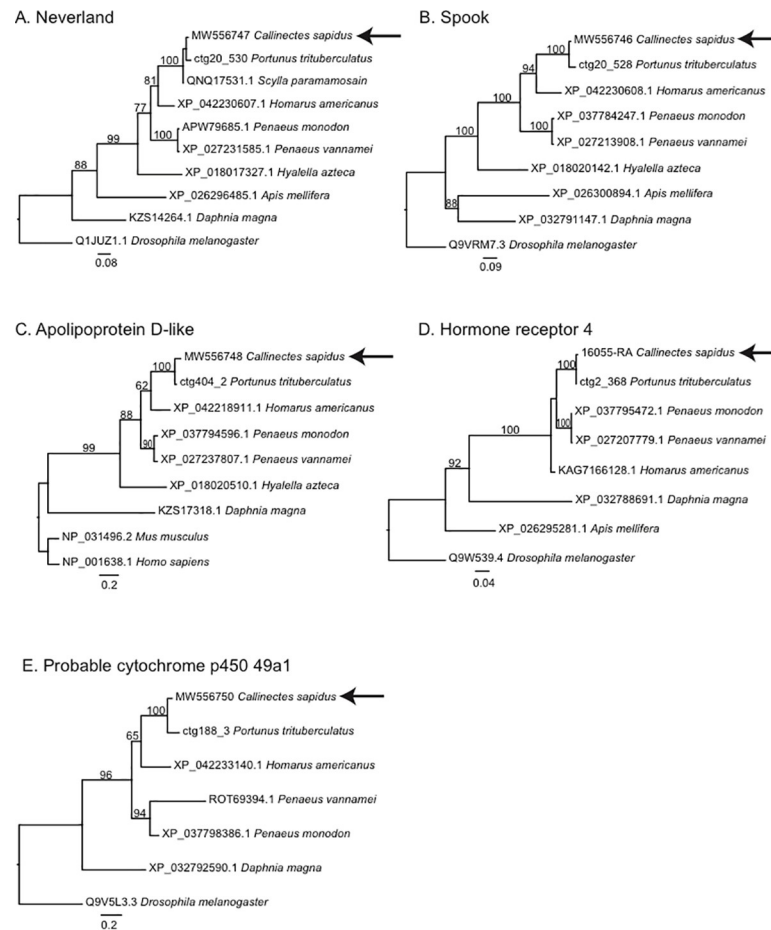 A. Neverland
MW556747 Callinectes sapidus
100
ctg20_530 Portunus trituberculatus
81
QNQ17531.1 Scylla paramamosain
77
XP_042230607.1 Homarus americanus
99
APW79685.1 Penaeus monodon
100
XP_027231585.1 Penaeus vannamei
88
XP_018017327.1 Hyalella azteca
XP_026296485.1 Apis mellifera
KZS14264.1 Daphnia magna
Q1JUZ1.1 Drosophila melanogaster
0.08
B. Spook
MW556746 Callinectes sapidus
100
ctg20_528 Portunus trituberculatus
94
XP_042230608.1 Homarus americanus
100
XP_037784247.1 Penaeus monodon
100
100
XP_027213908.1 Penaeus vannamei
XP_018020142.1 Hyalella azteca
XP_026300894.1 Apis mellifera
88
XP_032791147.1 Daphnia magna
Q9VRM7.3 Drosophila melanogaster
0.09
C. Apolipoprotein D-like
MW556748 Callinectes sapidus
100
ctg404_2 Portunus trituberculatus
62
XP_042218911.1 Homarus americanus
88
XP_037794596.1 Penaeus monodon
90
99
XP_027237807.1 Penaeus vannamei
XP_018020510.1 Hyalella azteca
KZS17318.1 Daphnia magna
NP_031496.2 Mus musculus
NP_001638.1 Homo sapiens
0.2
D. Hormone receptor 4
16055-RA Callinectes sapidus
100
ctg2_368 Portunus trituberculatus
XP_037795472.1 Penaeus monodon
100
100
XP_027207779.1 Penaeus vannamei
92
KAG7166128.1 Homarus americanus
XP_032788691.1 Daphnia magna
XP_026295281.1 Apis mellifera
Q9W539.4 Drosophila melanogaster
0.04
E. Probable cytochrome p450 49a1
MW556750 Callinectes sapidus
100
ctg188_3 Portunus trituberculatus
65
XP_042233140.1 Homarus americanus
96
ROT69394.1 Penaeus vannamei
94
XP_037798386.1 Penaeus monodon
XP_032792590.1 Daphnia magna
Q9V5L3.3 Drosophila melanogaster
0.2